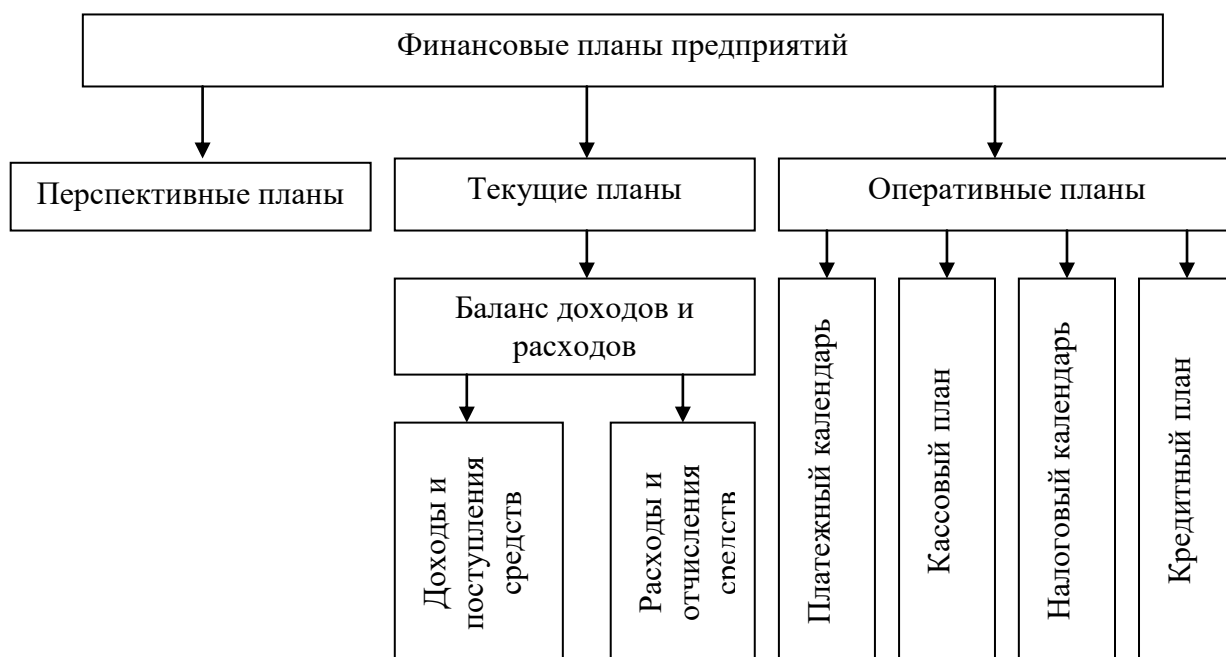 Финансовые планы предприятий
Перспективные планы
Текущие планы
Оперативные планы
Баланс доходов и
расходов
Доходы и
поступления
средств
Расходы и
отчисления
средств
Платежный календарь
Кассовый план
Налоговый календарь
Кредитный план